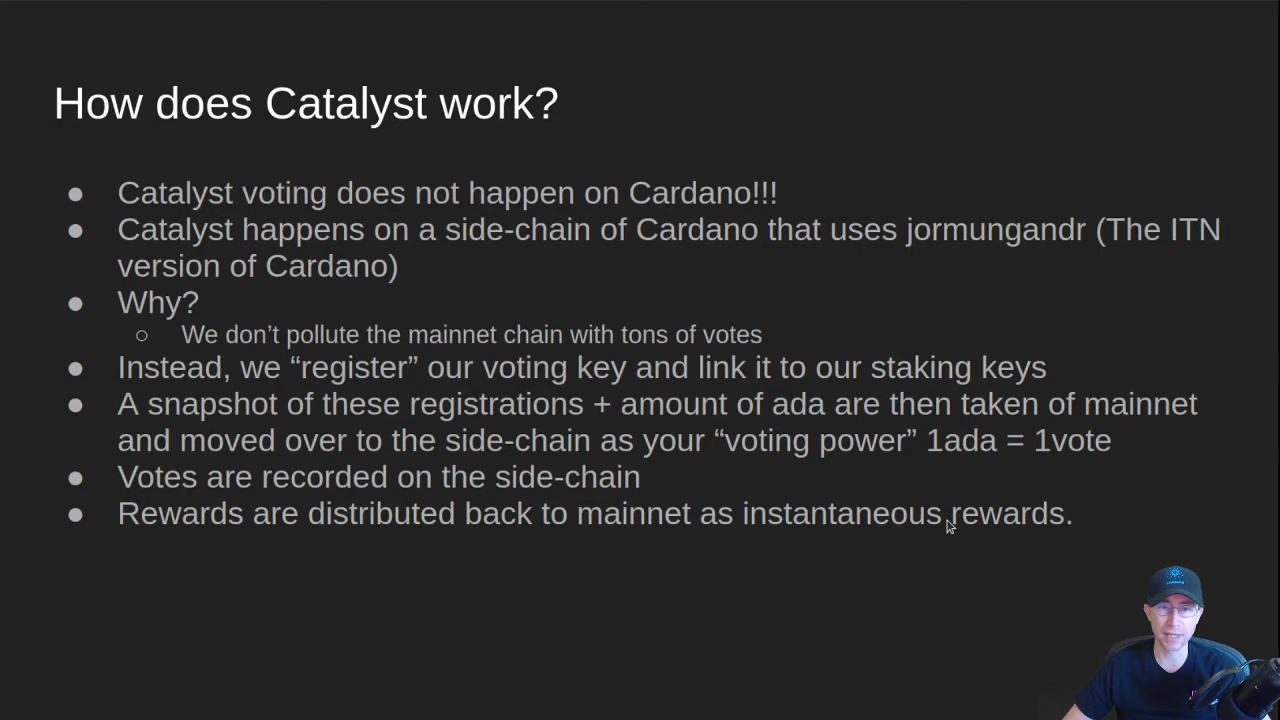 How does Catalyst work?
● Catalyst voting does not happen on Cardano!!!
● Catalyst happens on a side-chain of Cardano that uses jormungandr (The ITN
version of Cardano)
● Why?
○ We don’t pollute the mainnet chain with tons of votes
● Instead, we “register” our voting key and link it to our staking keys
● A snapshot of these registrations + amount of ada are then taken of mainnet
and moved over to the side-chain as your “voting power” 1ada = 1vote
● Votes are recorded on the side-chain
● Rewards are distributed back to mainnet as instantaneous rewards.